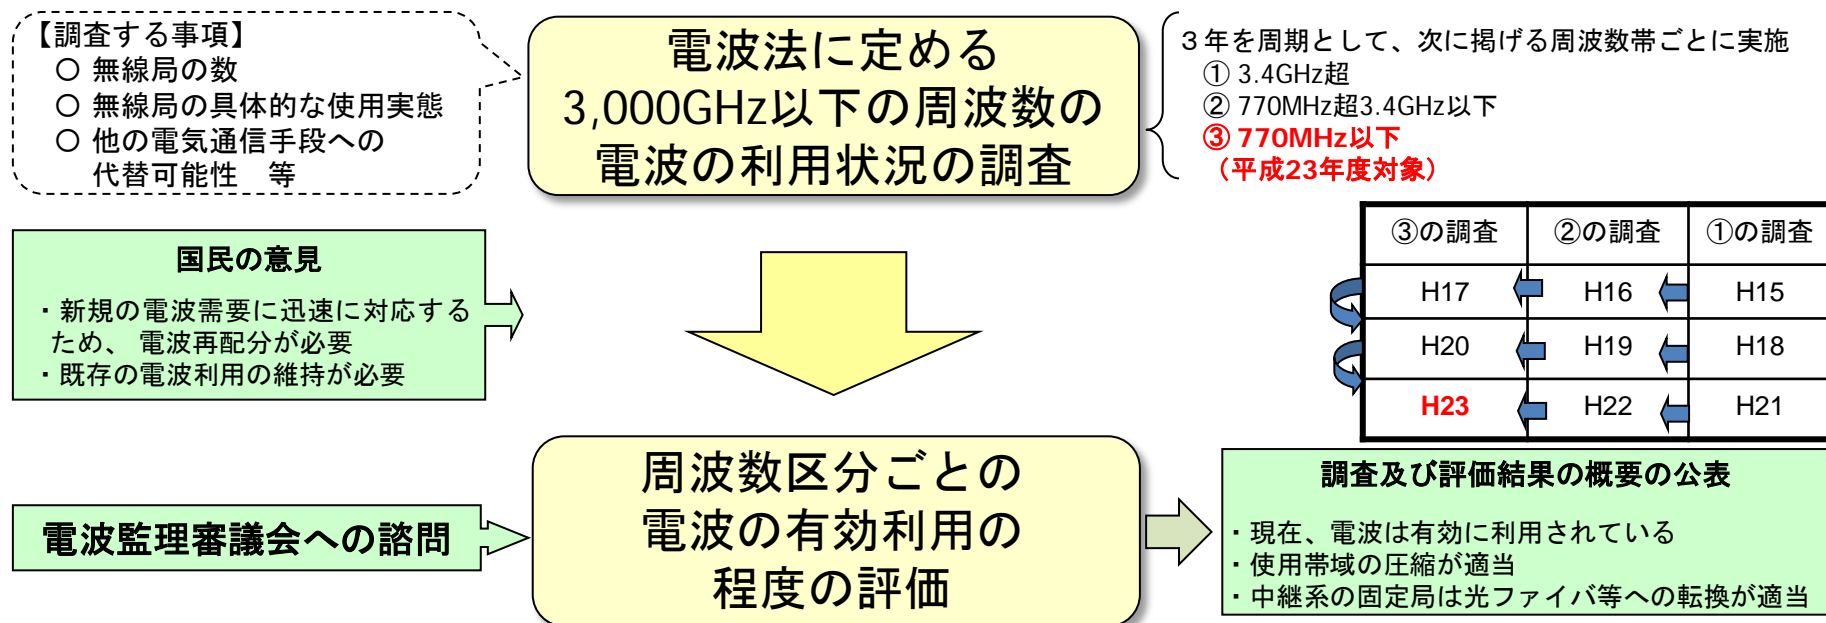 【調査する事項】
○ 無線局の数
○ 無線局の具体的な使用実態
○ 他の電気通信手段への
代替可能性　等
電波法に定める
3,000GHz以下の周波数の
電波の利用状況の調査
３年を周期として、次に掲げる周波数帯ごとに実施
① 3.4GHz超
② 770MHz超3.4GHz以下
③ 770MHz以下
（平成23年度対象）
国民の意見
・新規の電波需要に迅速に対応する
ため、 電波再配分が必要
・既存の電波利用の維持が必要
③の調査 ②の調査 ①の調査
H17 H16 H15
H20 H19 H18
H23 H22 H21
電波監理審議会への諮問
周波数区分ごとの
電波の有効利用の
程度の評価
調査及び評価結果の概要の公表
・現在、電波は有効に利用されている
・使用帯域の圧縮が適当
・中継系の固定局は光ファイバ等への転換が適当